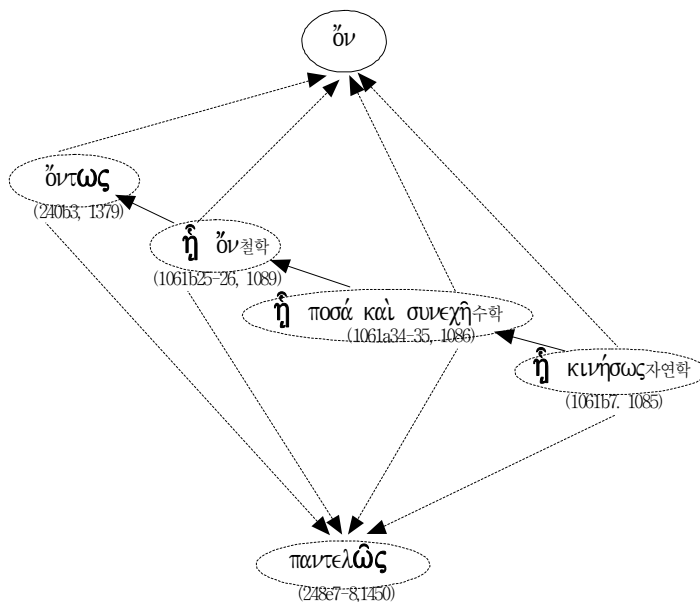 ὄν
ὄντως
(240b3, 1379)
ᾗ ὄν철학
(1061b25-26, 1089)
ᾗ ποσά καὶ συνεχῆ수학
(1061a34-35, 1086)
ᾗ κινήσως자연학
(1061b7. 1085)
παντελῶς
(248e7-8,1450)